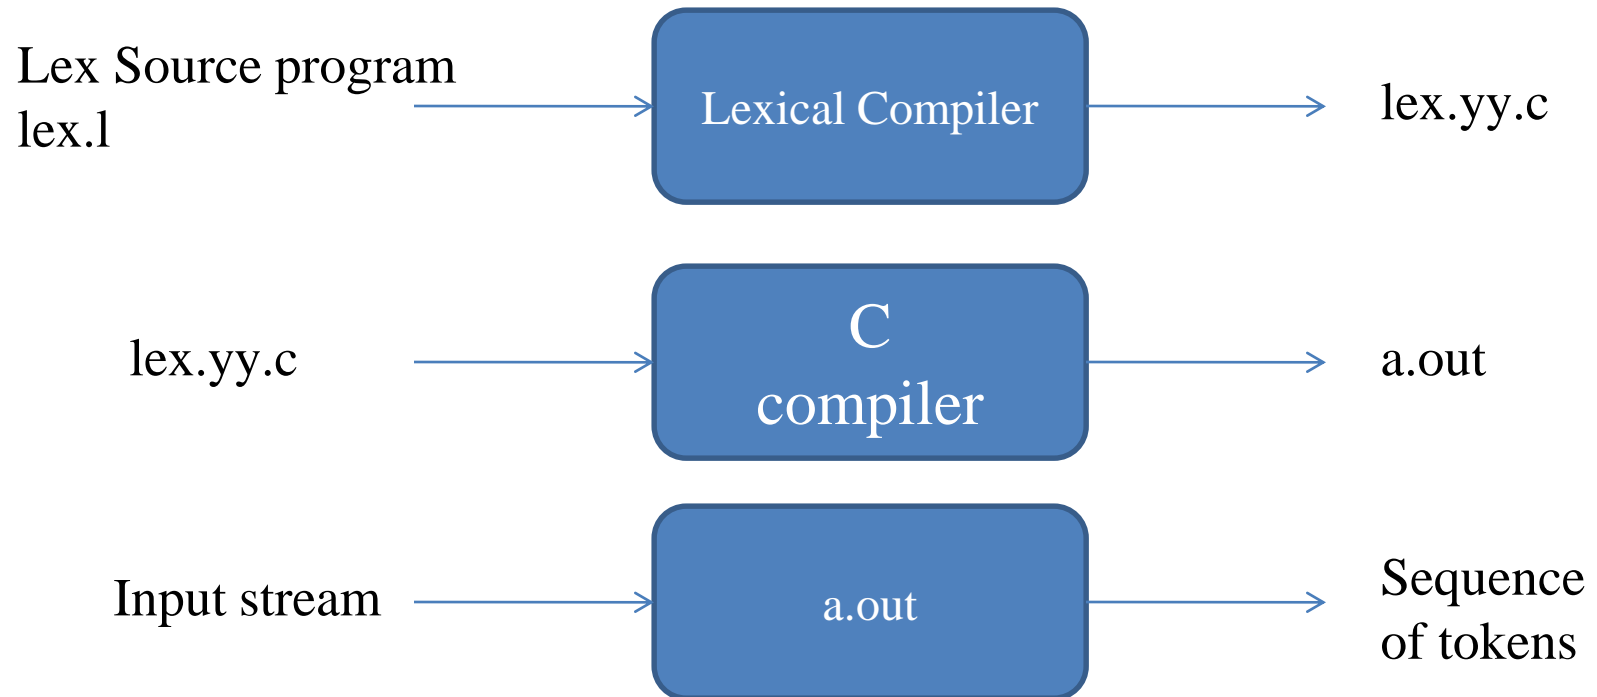 Lex Source program
lex.l
Lexical Compiler
lex.yy.c
lex.yy.c
C
compiler
a.out
Input stream
a.out
Sequence
of tokens